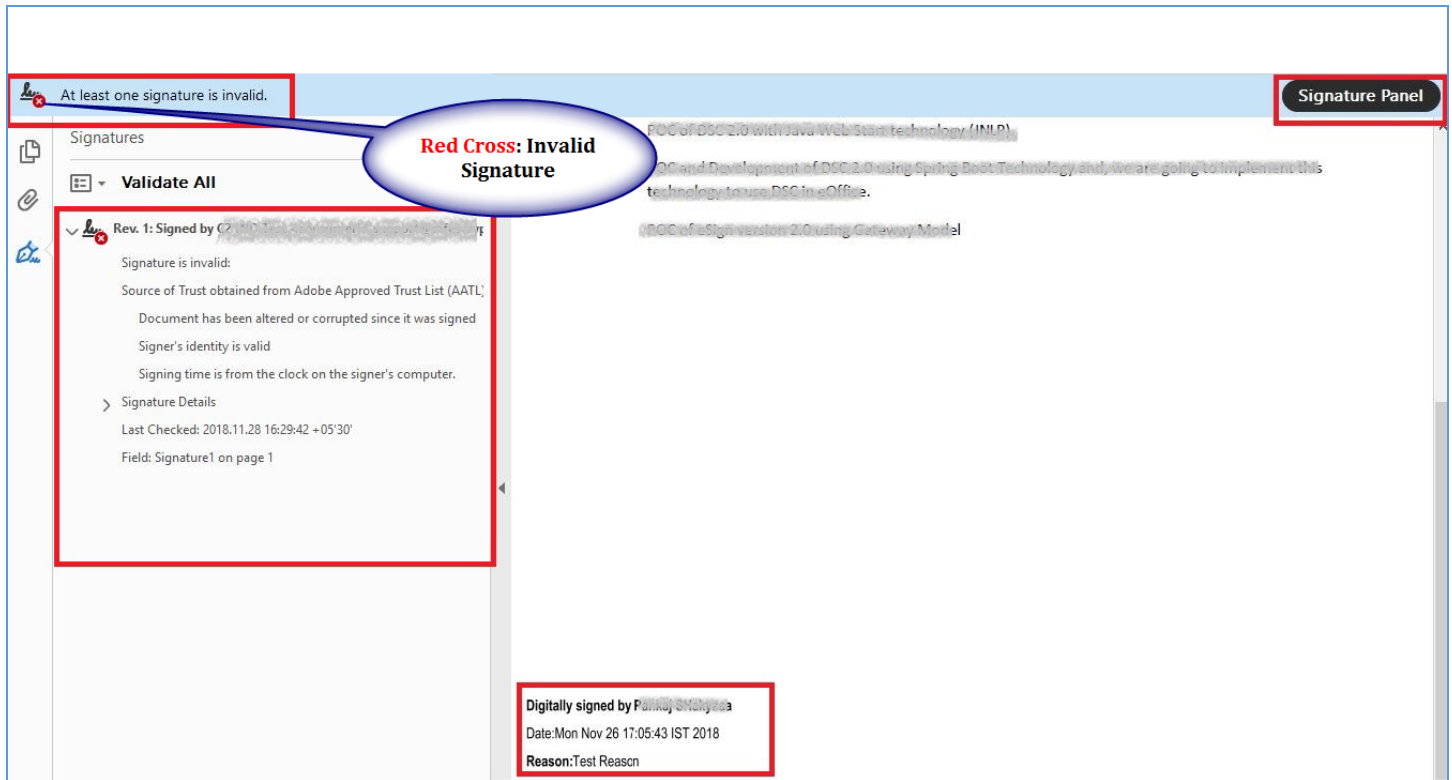 At least one signature is invalid.
Signature Panel
Red Cross: Invalid
Signature
Signatures
Validate All
Rev. 1: Signed by
Signature is invalid:
Source of Trust obtained from Adobe Approved Trust List (AATL)
Document has been altered or corrupted since it was signed
Signer's identity is valid
Signing time is from the clock on the signer's computer.
Signature Details
Last Checked: 2018.11.28 16:29:42 +05'30'
Field: Signature1 on page 1
POC of DSC 2.0 with Java Web Start technology (JNLP)
and Development of DSC 2.0 using Spring Boot Technology and, we are going to implement this
technology to use DSC in eOffice.
POC of eSign version 2.0 using Gateway Model
Digitally signed by
Date:Mon Nov 26 17:05:43 IST 2018
Reason:Test Reason